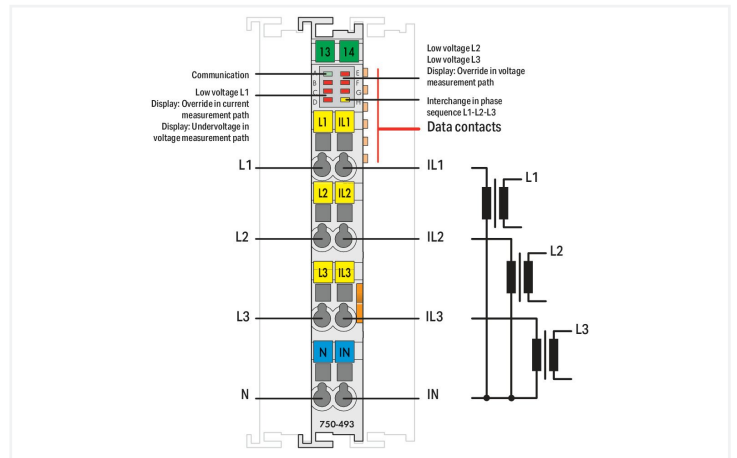 13 14
Communication
Low voltage L1
Display: Override in current
measurement path
Display: Undervoltage in
voltage measurement path
A
B
C
D
E
F
G
H
Low voltage L2
Low voltage L3
Display: Override in voltage
measurement path
Interchange in phase
sequence L1-L2-L3
Data contacts
L1 IL1
L1
IL1
L1
L2 IL2
L2
IL2
L2
L3 IL3
L3
IL3
L3
N IN
N
IN
750-493